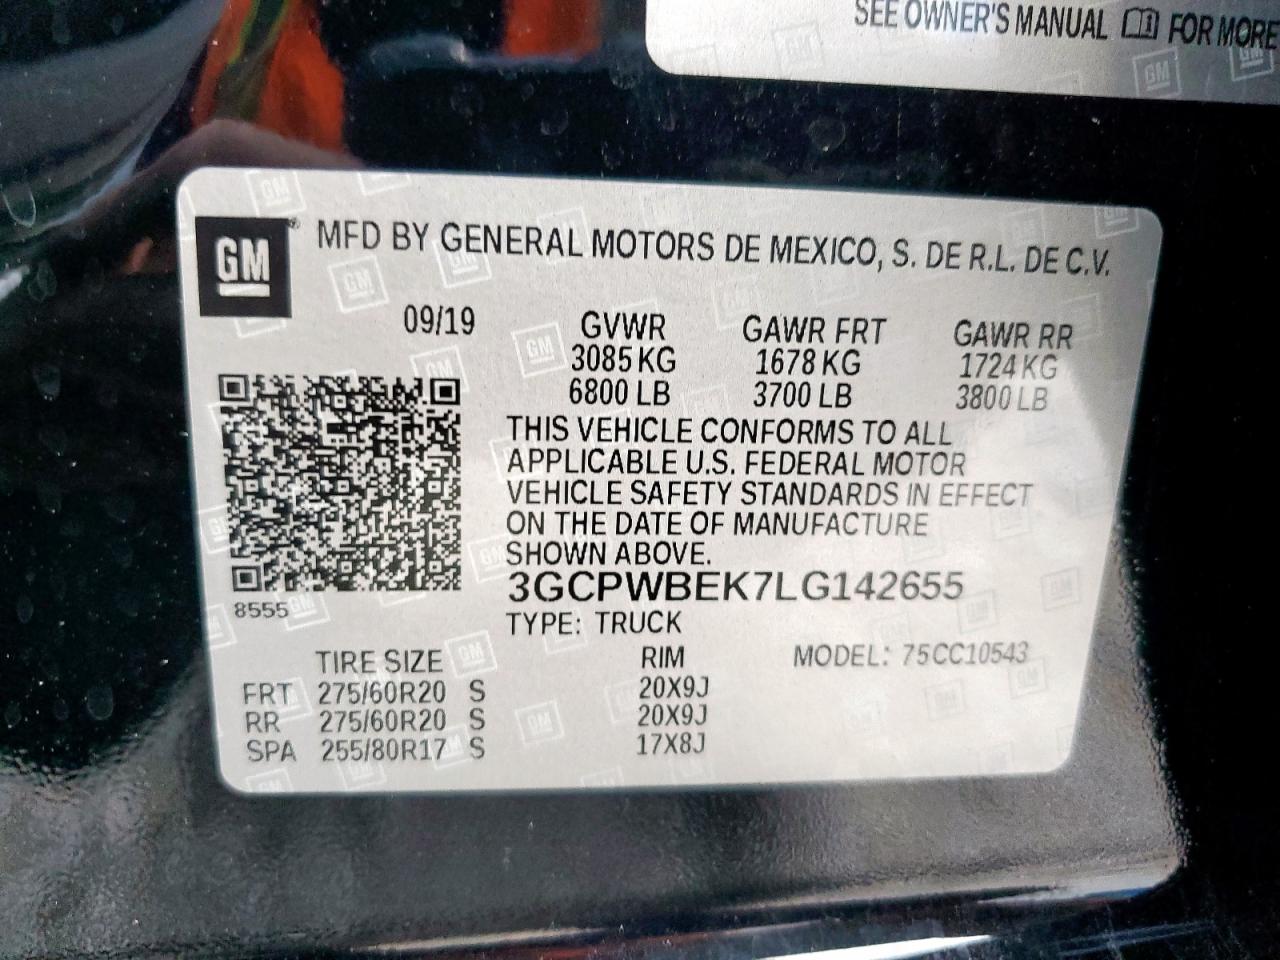 SEE OWNER'S MANUAL FOR MORE
GM
MFD BY GENERAL MOTORS DE MEXICO, S. DE R.L. DE C.V.
09/19 GVWR GAWR FRT GAWR RR
3085 KG 1678 KG 1724 KG
6800 LB 3700 LB 3800 LB
THIS VEHICLE CONFORMS TO ALL
APPLICABLE U.S. FEDERAL MOTOR
VEHICLE SAFETY STANDARDS IN EFFECT
ON THE DATE OF MANUFACTURE
SHOWN ABOVE.
3GCPWBEK7LG142655
8555
TYPE: TRUCK
TIRE SIZE RIM MODEL: 75CC10543
FRT 275/60R20 S 20X9J
RR 275/60R20 S 20X9J
SPA 255/80R17 S 17X8J